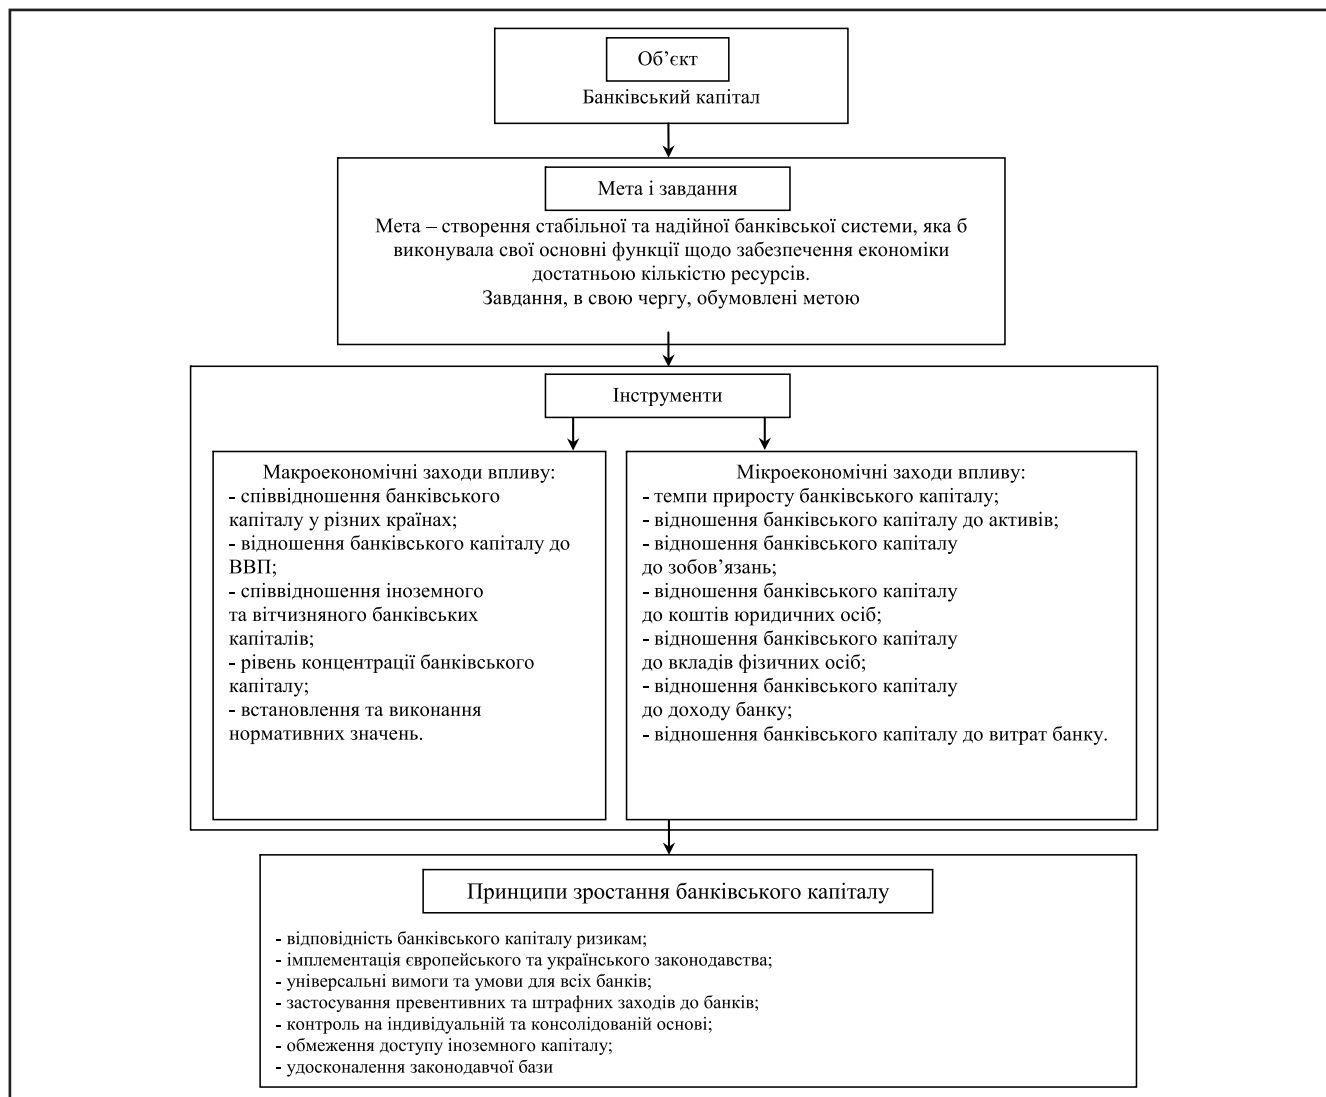 Об’єкт
Банківський капітал
Мета і завдання
Мета – створення стабільної та надійної банківської системи, яка б
виконувала свої основні функції щодо забезпечення економіки
достатньою кількістю ресурсів.
Завдання, в свою чергу, обумовлені метою
Інструменти
Макроекономічні заходи впливу:
- співвідношення банківського
капіталу у різних країнах;
- відношення банківського капіталу до
ВВП;
- співвідношення іноземного
та вітчизняного банківських
капіталів;
- рівень концентрації банківського
капіталу;
- встановлення та виконання
нормативних значень.
Мікроекономічні заходи впливу:
- темпи приросту банківського капіталу;
- відношення банківського капіталу до активів;
- відношення банківського капіталу
до зобов’язань;
- відношення банківського капіталу
до коштів юридичних осіб;
- відношення банківського капіталу
до вкладів фізичних осіб;
- відношення банківського капіталу
до доходу банку;
- відношення банківського капіталу до витрат банку.
Принципи зростання банківського капіталу
- відповідність банківського капіталу ризикам;
- імплементація європейського та українського законодавства;
- універсальні вимоги та умови для всіх банків;
- застосування превентивних та штрафних заходів до банків;
- контроль на індивідуальній та консолідованій основі;
- обмеження доступу іноземного капіталу;
- удосконалення законодавчої бази